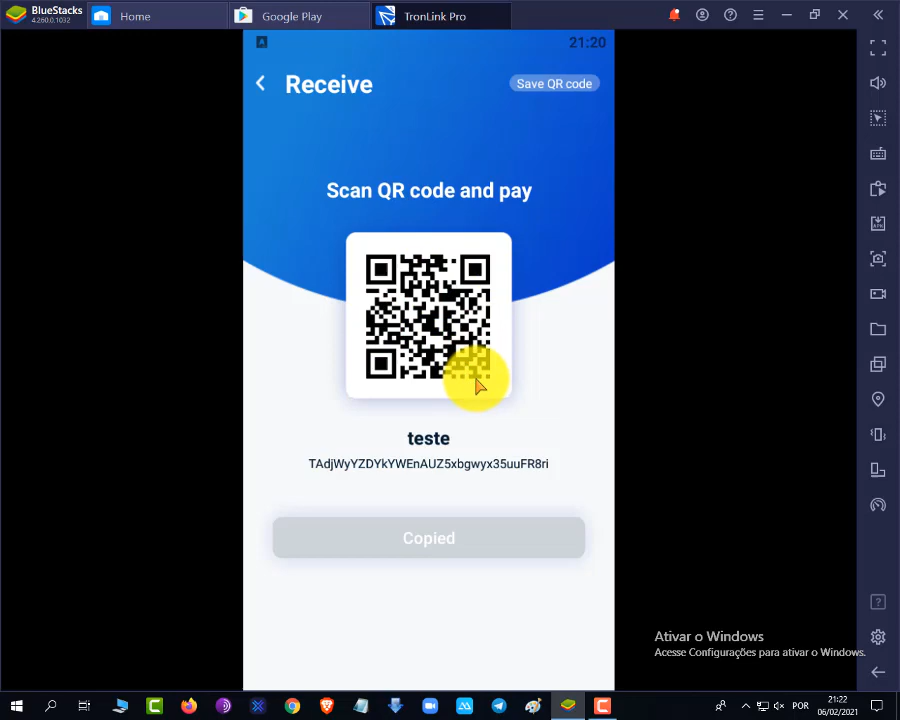 BlueStacks
4.260.0.1032
Home
Google Play
TronLink Pro
21:20
Receive
Save QR code
Scan QR code and pay
teste
TAdjWyYZDYkYWEnAUZ5xbgwyx35uuFR8ri
Copied
Ativar o Windows
Acesse Configurações para ativar o Windows.
POR
21:22
06/02/2021